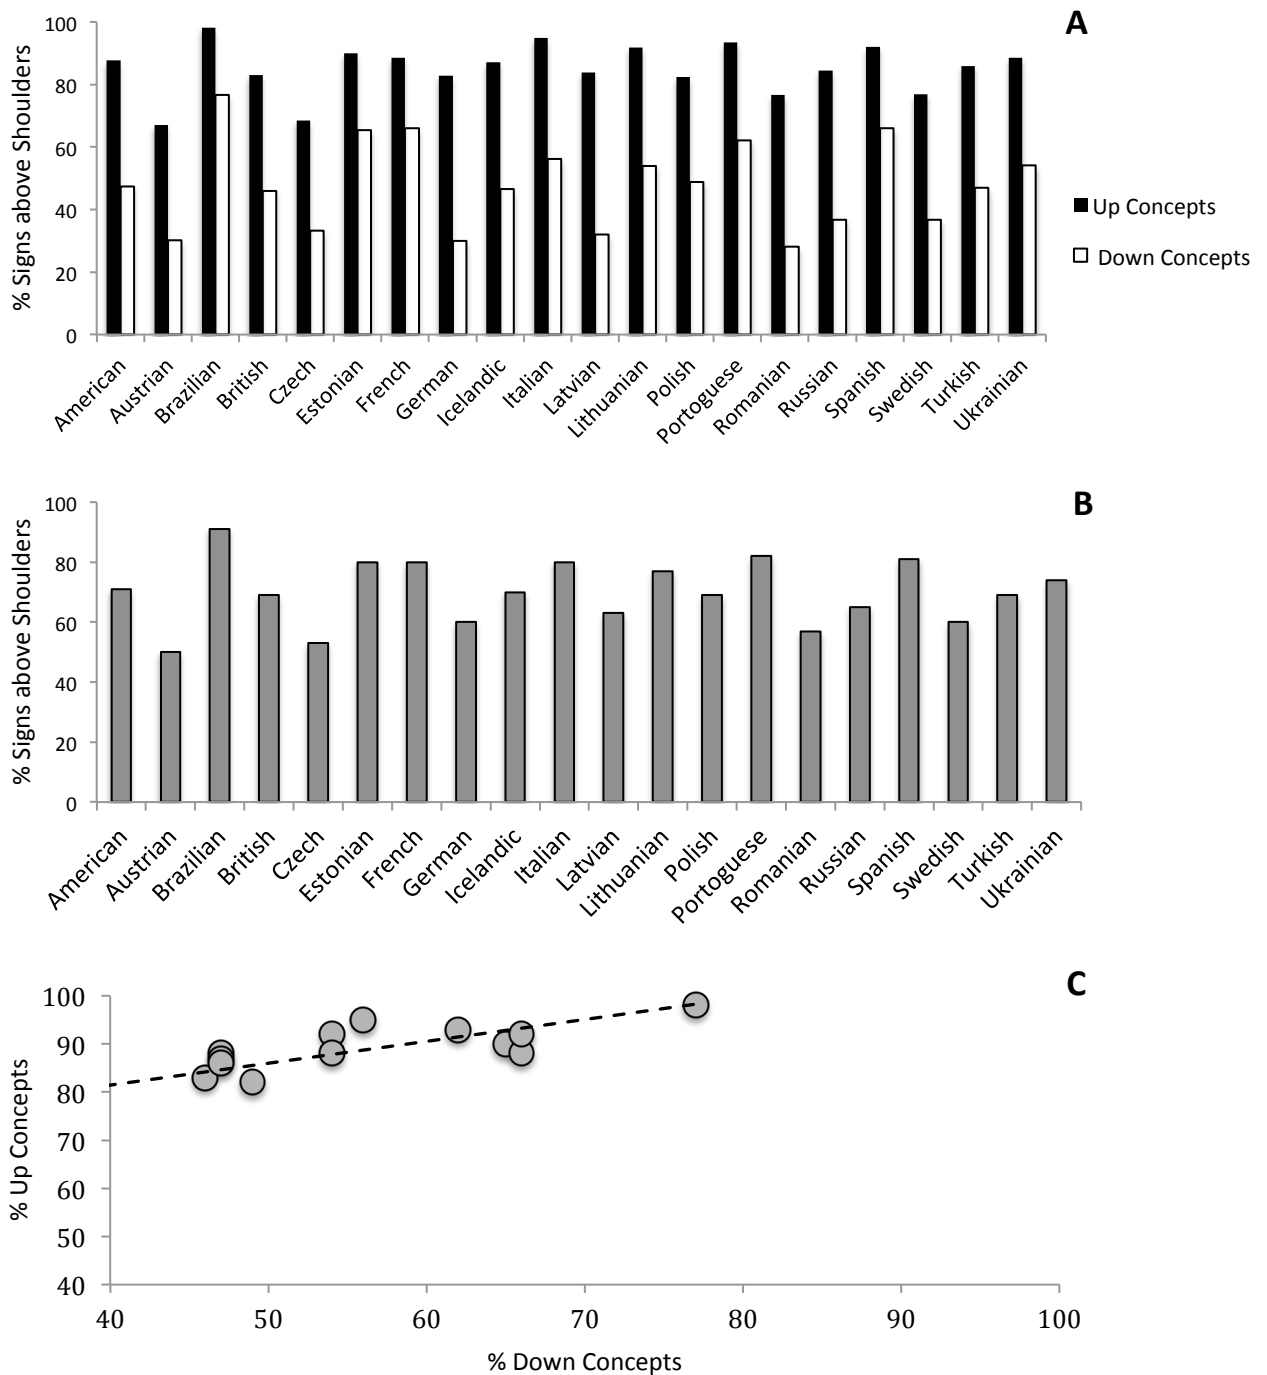 A
% Signs above Shoulders
100
80
60
40
20
0
American
Austrian
Brazilian
British
Czech
Estonian
French
German
Icelandic
Italian
Latvian
Lithuanian
Polish
Portoguese
Romanian
Russian
Spanish
Swedish
Turkish
Ukrainian
Up Concepts
Down Concepts
B
% Signs above Shoulders
100
80
60
40
20
0
American
Austrian
Brazilian
British
Czech
Estonian
French
German
Icelandic
Italian
Latvian
Lithuanian
Polish
Portoguese
Romanian
Russian
Spanish
Swedish
Turkish
Ukrainian
C
% Up Concepts
100
90
80
70
60
50
40
40 50 60 70 80 90 100
% Down Concepts